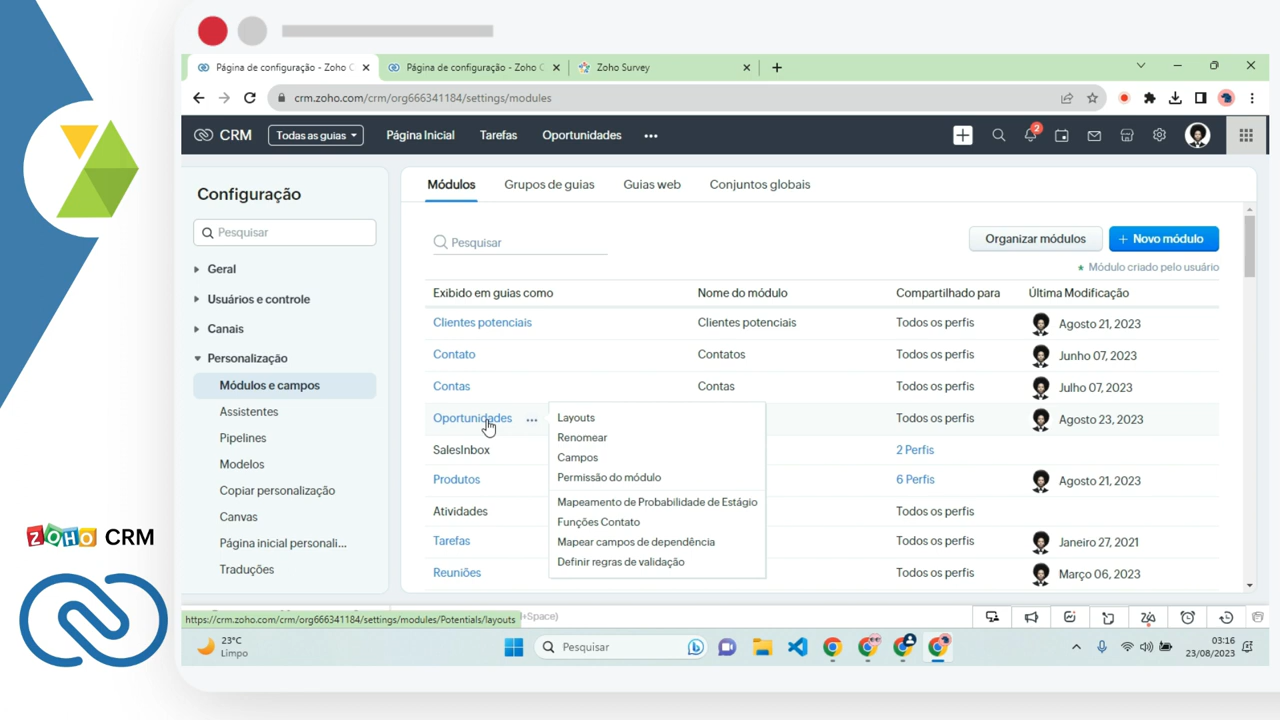 Página de configuração - Zoho C
Página de configuração - Zoho C
Zoho Survey
crm.zoho.com/crm/org666341184/settings/modules
CRM
Todas as guias
Página Inicial
Tarefas
Oportunidades
2
Configuração
Pesquisar
Geral
Usuários e controle
Canais
Personalização
Módulos e campos
Assistentes
Pipelines
Modelos
Copiar personalização
Canvas
Página inicial personali...
Traduções
Módulos
Grupos de guias
Guias web
Conjuntos globais
Pesquisar
Organizar módulos
+ Novo módulo
Módulo criado pelo usuário
Exibido em guias como Nome do módulo Compartilhado para Última Modificação
Clientes potenciais Clientes potenciais Todos os perfis Agosto 21, 2023
Contato Contatos Todos os perfis Junho 07, 2023
Contas Contas Todos os perfis Julho 07, 2023
Oportunidades ... Todos os perfis Agosto 23, 2023
SalesInbox 2 Perfis
Produtos 6 Perfis Agosto 21, 2023
Atividades Todos os perfis
Tarefas Todos os perfis Janeiro 27, 2021
Reuniões Todos os perfis Março 06, 2023
Layouts
Renomear
Campos
Permissão do módulo
Mapeamento de Probabilidade de Estágio
Funções Contato
Mapear campos de dependência
Definir regras de validação
https://crm.zoho.com/crm/org666341184/settings/modules/Potentials/layouts
+Space)
23°C
Limpo
Pesquisar
03:16
23/08/2023
ZOHO CRM